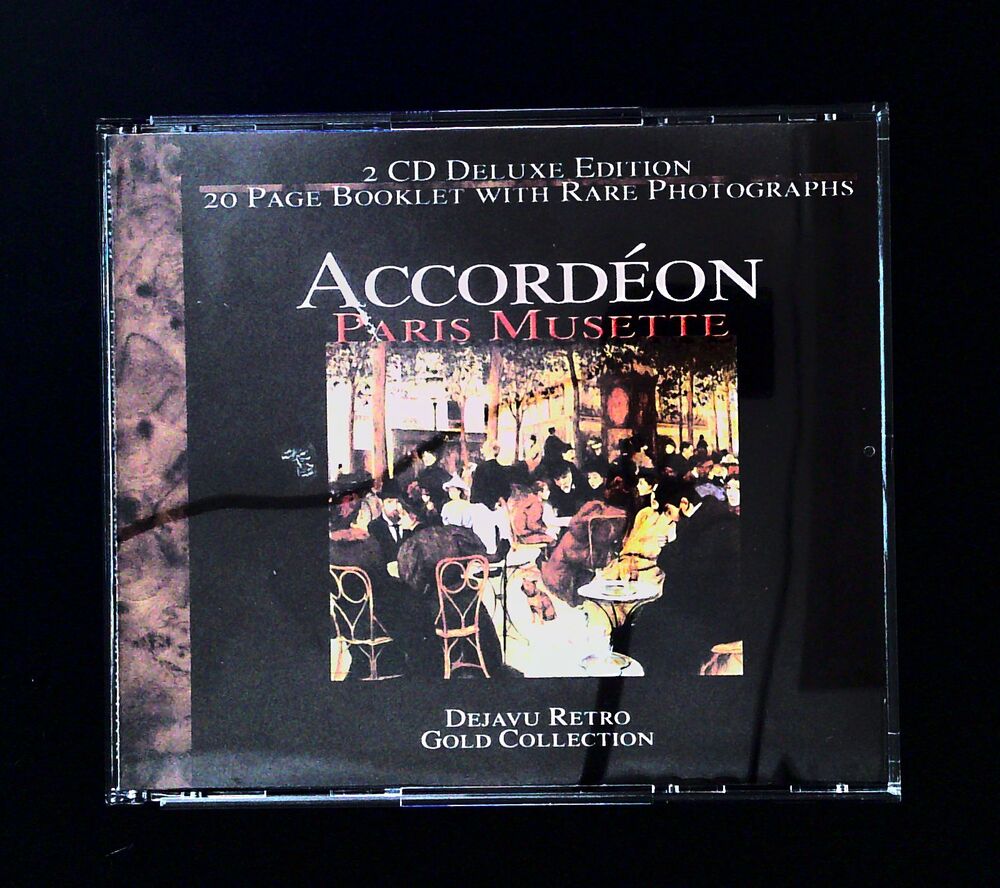 2 CD DELUXE EDITION
20 PAGE BOOKLET WITH RARE PHOTOGRAPHS
ACCORDÉON
PARIS MUSETTE
DEJAVU RETRO
GOLD COLLECTION